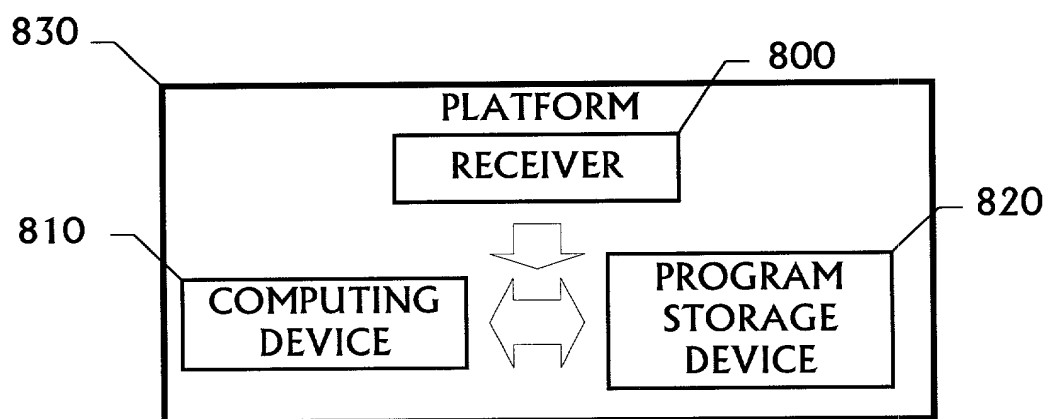 830
800
PLATFORM
RECEIVER
820
810
COMPUTING
DEVICE
PROGRAM
STORAGE
DEVICE